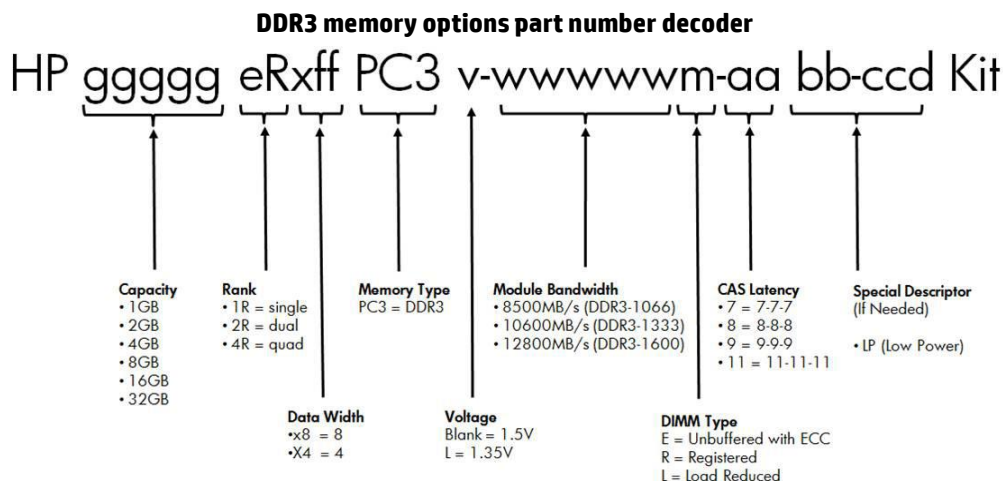 DDR3 memory options part number decoder
HP ggggg eRxff PC3 v-wwwwwm-aa bb-ccd Kit
Capacity
• 1GB
• 2GB
• 4GB
• 8GB
• 16GB
• 32GB
Rank
• 1R = single
• 2R = dual
• 4R = quad
Memory Type
PC3 = DDR3
Module Bandwidth
• 8500MB/s (DDR3-1066)
• 10600MB/s (DDR3-1333)
• 12800MB/s (DDR3-1600)
CAS Latency
• 7 = 7-7-7
• 8 = 8-8-8
• 9 = 9-9-9
• 11 = 11-11-11
Special Descriptor
(If Needed)
• LP (Low Power)
Data Width
•x8 = 8
•X4 = 4
Voltage
Blank = 1.5V
L = 1.35V
DIMM Type
E = Unbuffered with ECC
R = Registered
L = Load Reduced